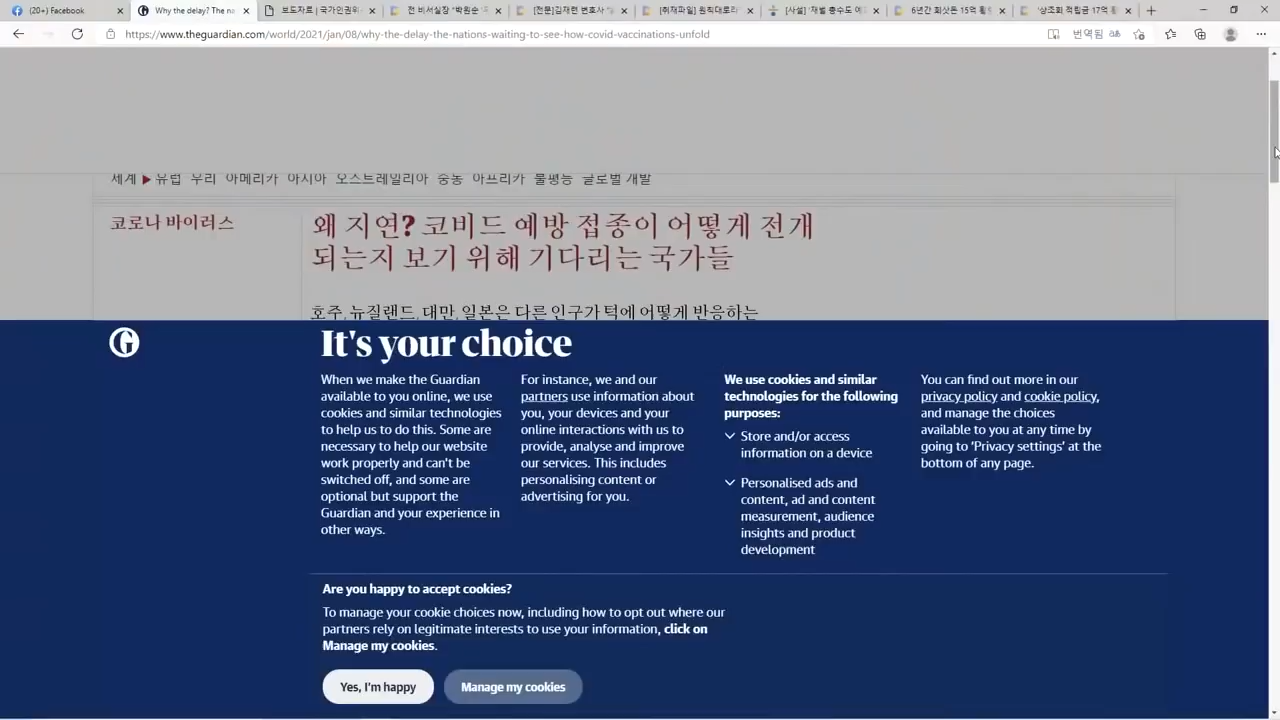 (20+) Facebook
Why the delay? The na
보도자료 | 국가인권위
전 비서실장 "박원순
[전문]김재련 변호사
[취재파일] 원칙대로
[사설] '재벌 총수도 예
6년간 회삿돈 15억 횡
'상조회 적립금 17억 횡
https://www.theguardian.com/world/2021/jan/08/why-the-delay-the-nations-waiting-to-see-how-covid-vaccinations-unfold
번역됨
세계 ▶ 유럽 우리 아메리카 아시아 오스트레일리아 중동 아프리카 불평등 글로벌 개발
코로나 바이러스
왜 지연? 코비드 예방 접종이 어떻게 전개
되는지 보기 위해 기다리는 국가들
호주, 뉴질랜드, 대만, 일본은 다른 인구가 턱에 어떻게 반응하는
It's your choice
When we make the Guardian
available to you online, we use
cookies and similar technologies
to help us to do this. Some are
necessary to help our website
work properly and can't be
switched off, and some are
optional but support the
Guardian and your experience in
other ways.
For instance, we and our
partners use information about
you, your devices and your
online interactions with us to
provide, analyse and improve
our services. This includes
personalising content or
advertising for you.
We use cookies and similar
technologies for the following
purposes:
Store and/or access
information on a device
Personalised ads and
content, ad and content
measurement, audience
insights and product
development
You can find out more in our
privacy policy and cookie policy,
and manage the choices
available to you at any time by
going to 'Privacy settings' at the
bottom of any page.
Are you happy to accept cookies?
To manage your cookie choices now, including how to opt out where our
partners rely on legitimate interests to use your information, click on
Manage my cookies.
Yes, I'm happy
Manage my cookies